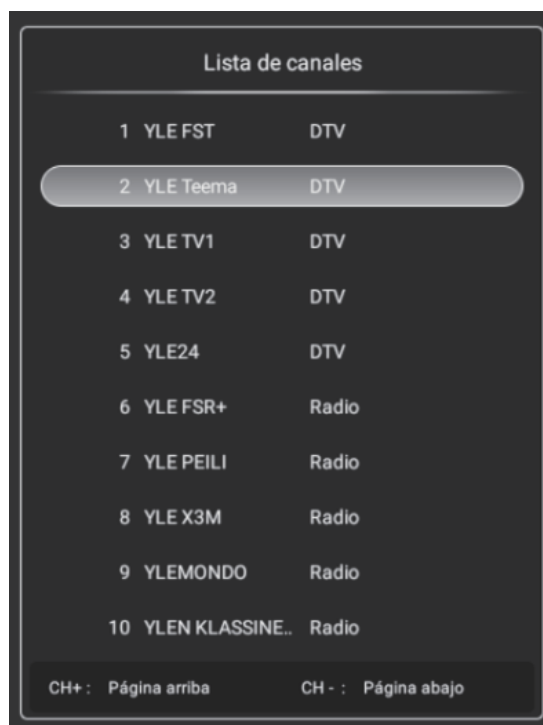 Lista de canales
1 YLE FST DTV
2 YLE Teema DTV
3 YLE TV1 DTV
4 YLE TV2 DTV
5 YLE24 DTV
6 YLE FSR+ Radio
7 YLE PEILI Radio
8 YLE X3M Radio
9 YLEMONDO Radio
10 YLEN KLASSINE.. Radio
CH+ : Página arriba CH - : Página abajo